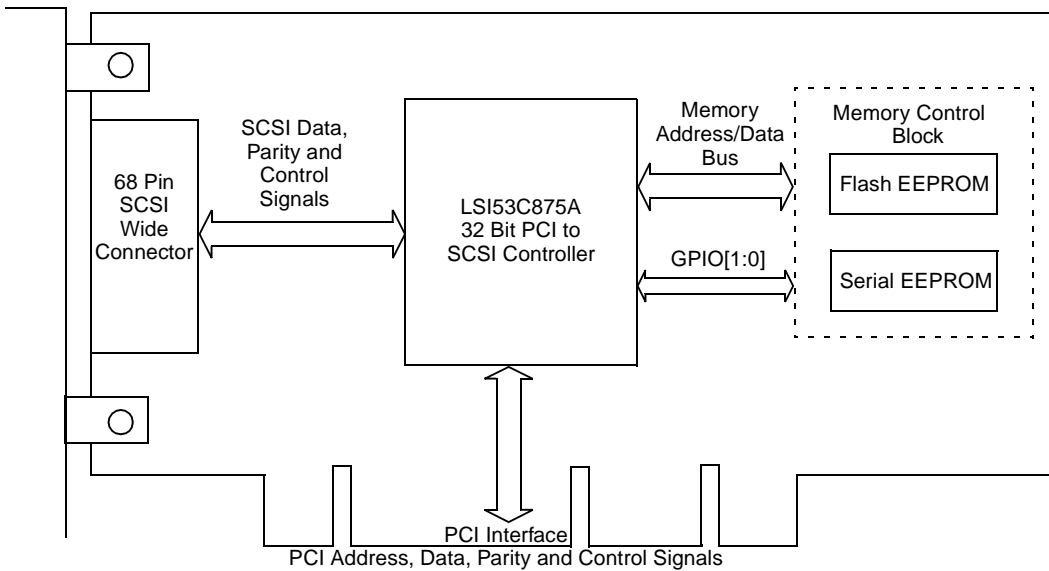 68 Pin
SCSI
Wide
Connector
SCSI Data,
Parity and
Control
Signals
LSI53C875A
32 Bit PCI to
SCSI Controller
Memory
Address/Data
Bus
GPIO[1:0]
Memory Control
Block
Flash EEPROM
Serial EEPROM
PCI Interface
PCI Address, Data, Parity and Control Signals